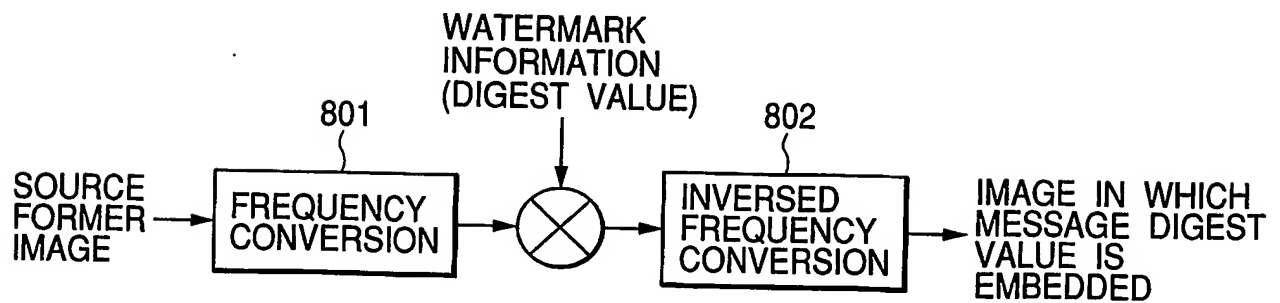 WATERMARK
INFORMATION
(DIGEST VALUE)
801
802
SOURCE
FORMER
IMAGE
FREQUENCY
CONVERSION
INVERSED
FREQUENCY
CONVERSION
IMAGE IN WHICH
MESSAGE DIGEST
VALUE IS
EMBEDDED